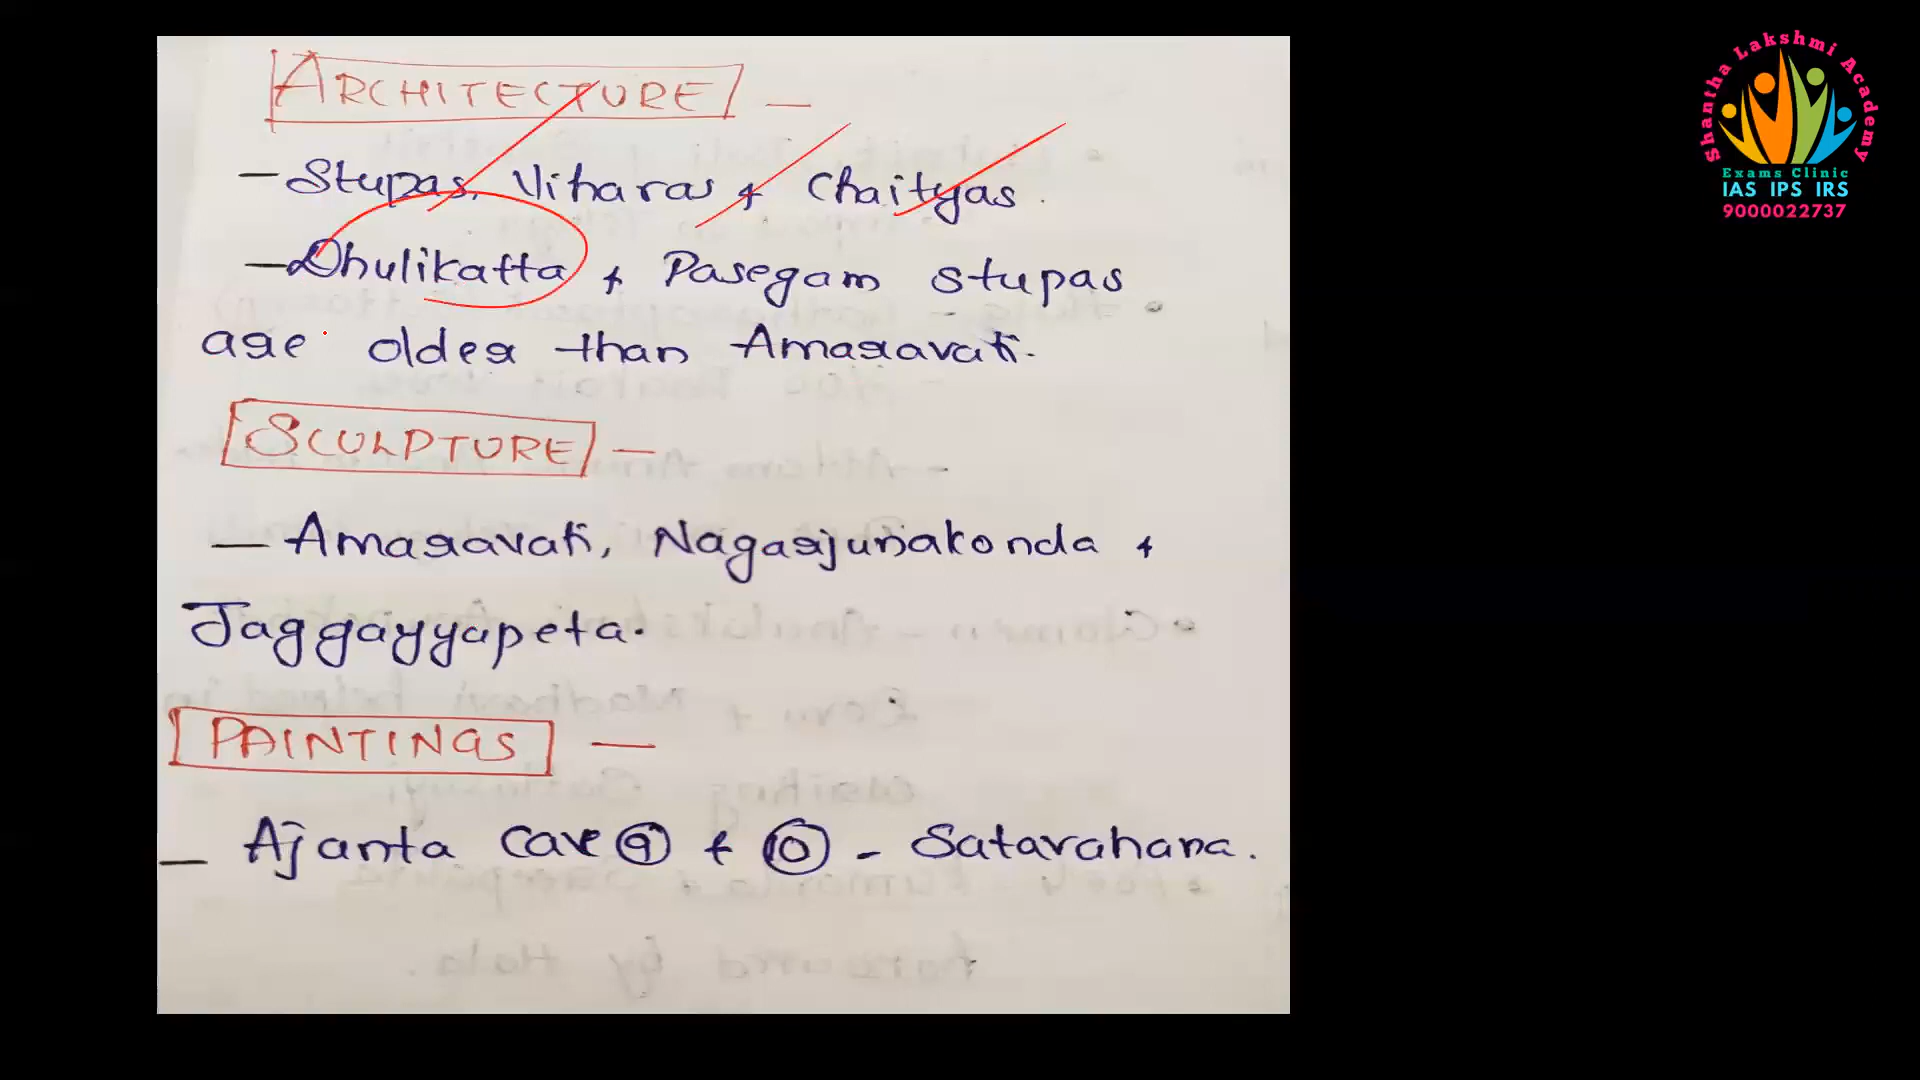 ARCHITECTURE —
— Stupas, Viharas & Chaityas.
— Dhulikatta & Pasegam stupas
are older than Amaravati.
SCULPTURE —
— Amaravati, Nagarjunakonda &
Jaggayyapeta.
PAINTINGS —
— Ajanta Cave 9 & 10 - Satavahana.
Shantha Lakshmi Academy
Exams Clinic
IAS IPS IRS
9000022737